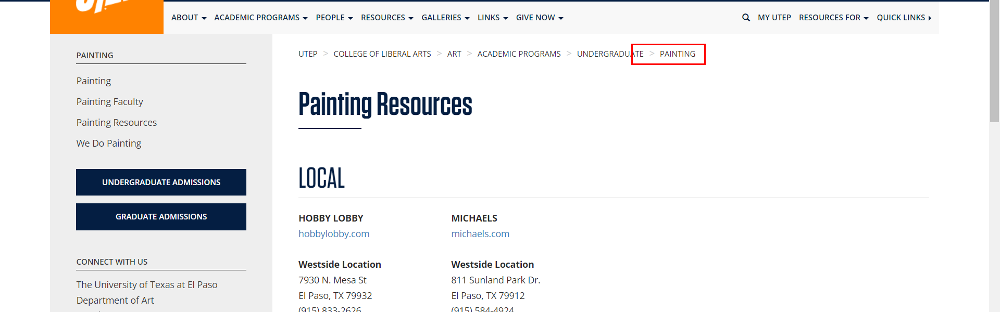 ABOUT ACADEMIC PROGRAMS PEOPLE RESOURCES GALLERIES LINKS GIVE NOW MY UTEP RESOURCES FOR QUICK LINKS
PAINTING
Painting
Painting Faculty
Painting Resources
We Do Painting
UNDERGRADUATE ADMISSIONS
GRADUATE ADMISSIONS
CONNECT WITH US
The University of Texas at El Paso
Department of Art
UTEP > COLLEGE OF LIBERAL ARTS > ART > ACADEMIC PROGRAMS > UNDERGRADUATE > PAINTING
Painting Resources
LOCAL
HOBBY LOBBY
hobbylobby.com
Westside Location
7930 N. Mesa St
El Paso, TX 79932
(915) 833-2626
MICHAELS
michaels.com
Westside Location
811 Sunland Park Dr.
El Paso, TX 79912
(915) 584-4924